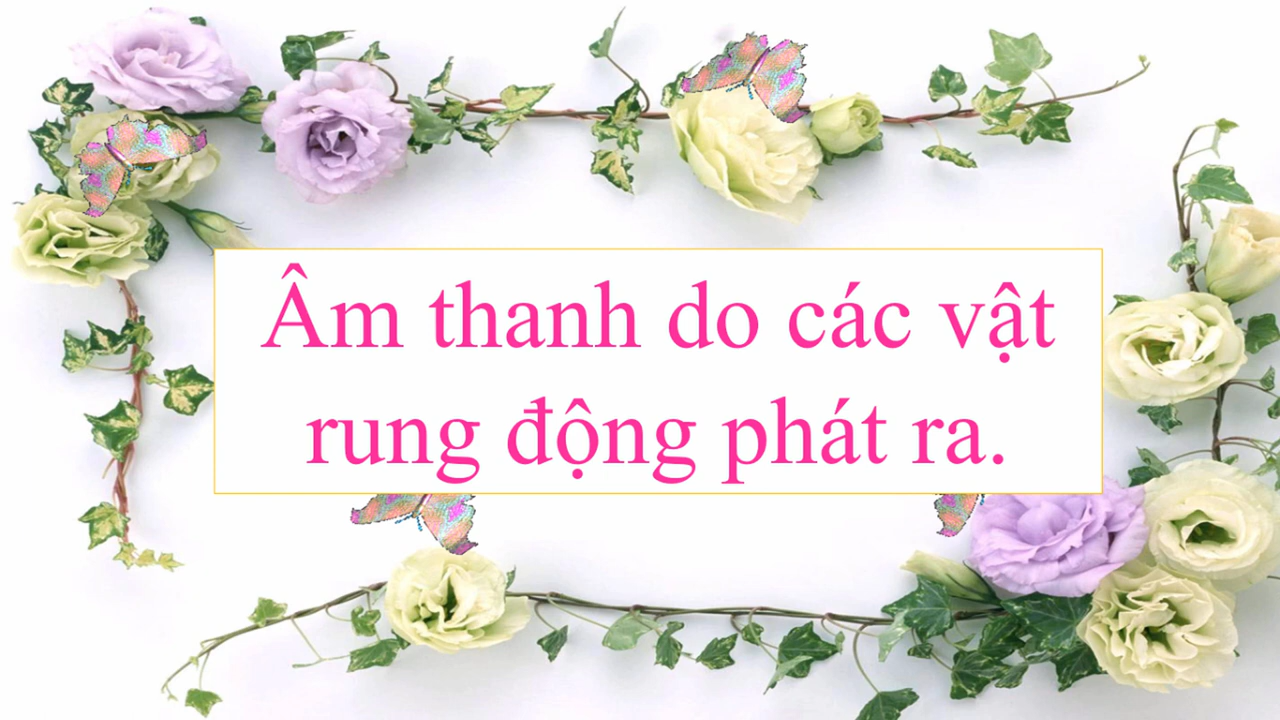 Âm thanh do các vật
rung động phát ra.